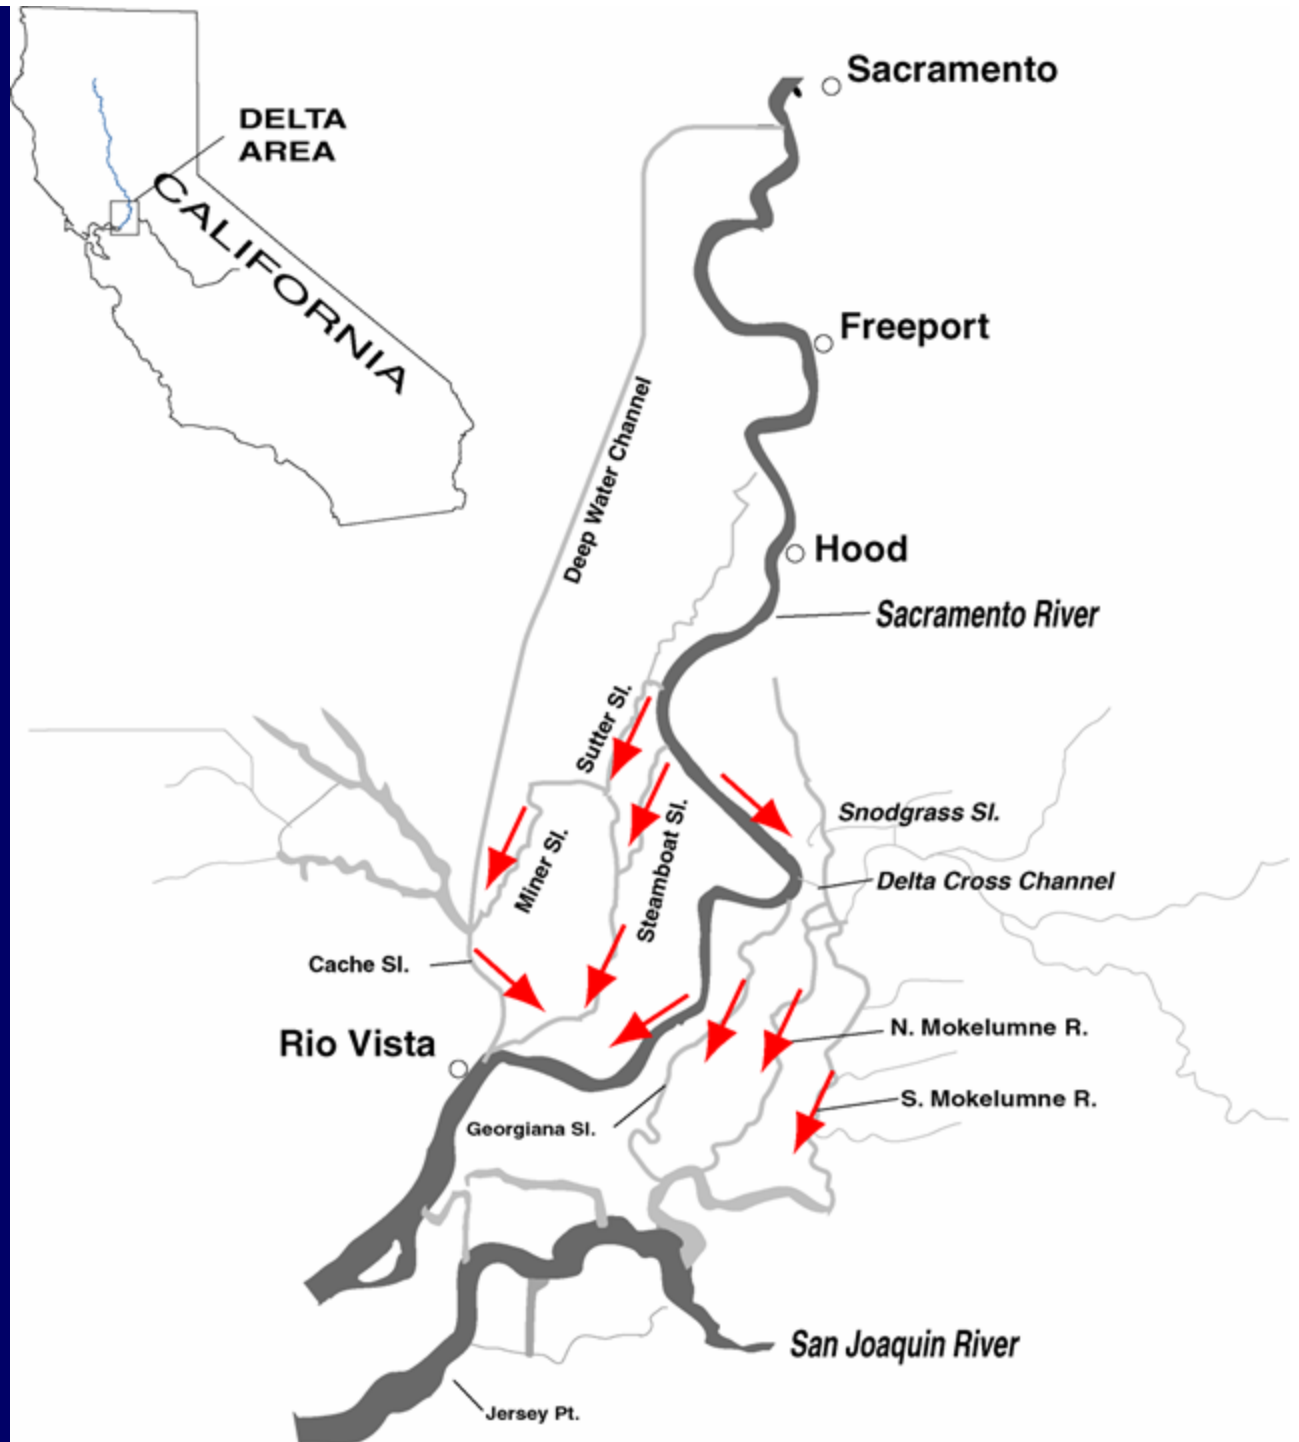 Sacramento
DELTA
AREA
CALIFORNIA
Freeport
Deep Water Channel
Hood
Sacramento River
Sutter Sl.
Snodgrass Sl.
Miner Sl.
Steamboat Sl.
Delta Cross Channel
Cache Sl.
N. Mokelumne R.
Rio Vista
S. Mokelumne R.
Georgiana Sl.
San Joaquin River
Jersey Pt.